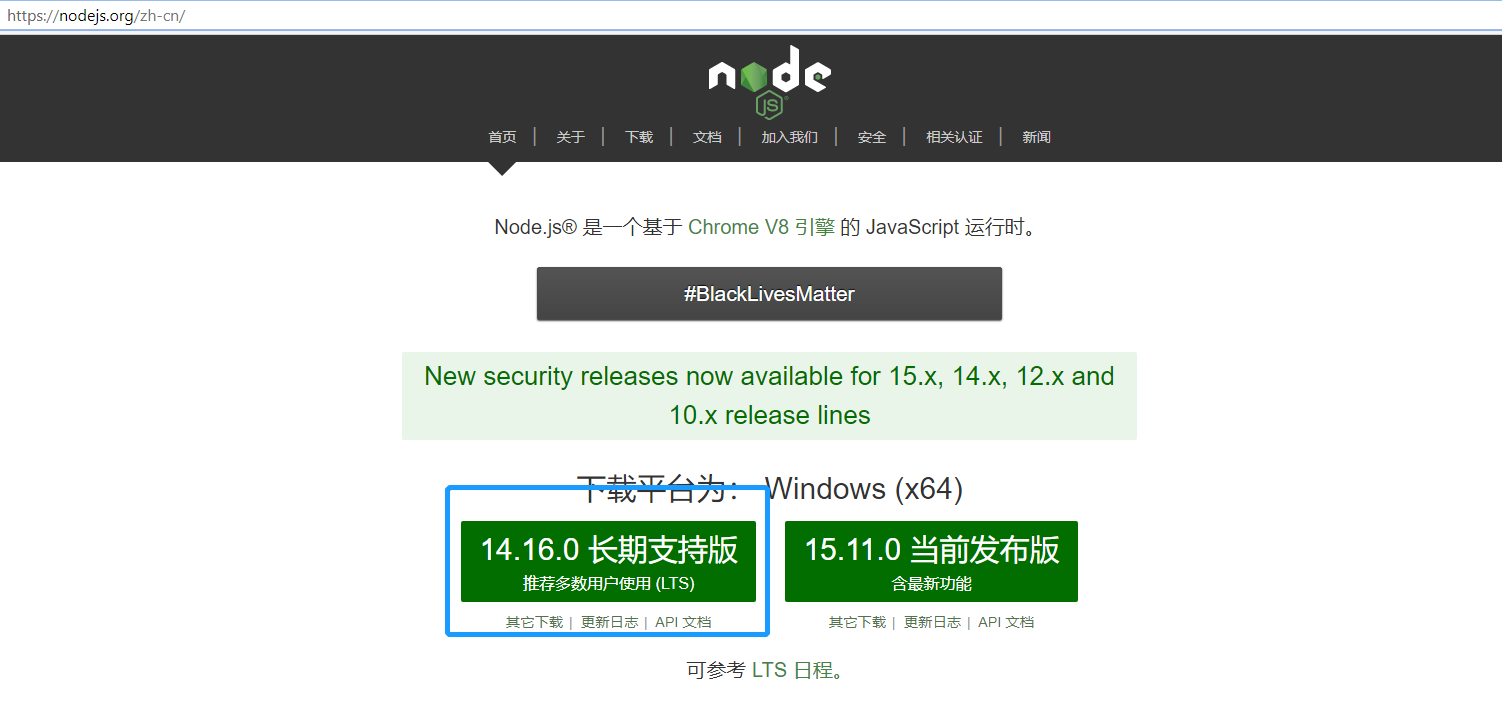 https://nodejs.org/zh-cn/
node
JS
首页 | 关于 | 下载 | 文档 | 加入我们 | 安全 | 相关认证 | 新闻
Node.js® 是一个基于 Chrome V8 引擎 的 JavaScript 运行时。
#BlackLivesMatter
New security releases now available for 15.x, 14.x, 12.x and
10.x release lines
下载平台为： Windows (x64)
14.16.0 长期支持版
推荐多数用户使用 (LTS)
其它下载 | 更新日志 | API 文档
15.11.0 当前发布版
含最新功能
其它下载 | 更新日志 | API 文档
可参考 LTS 日程。